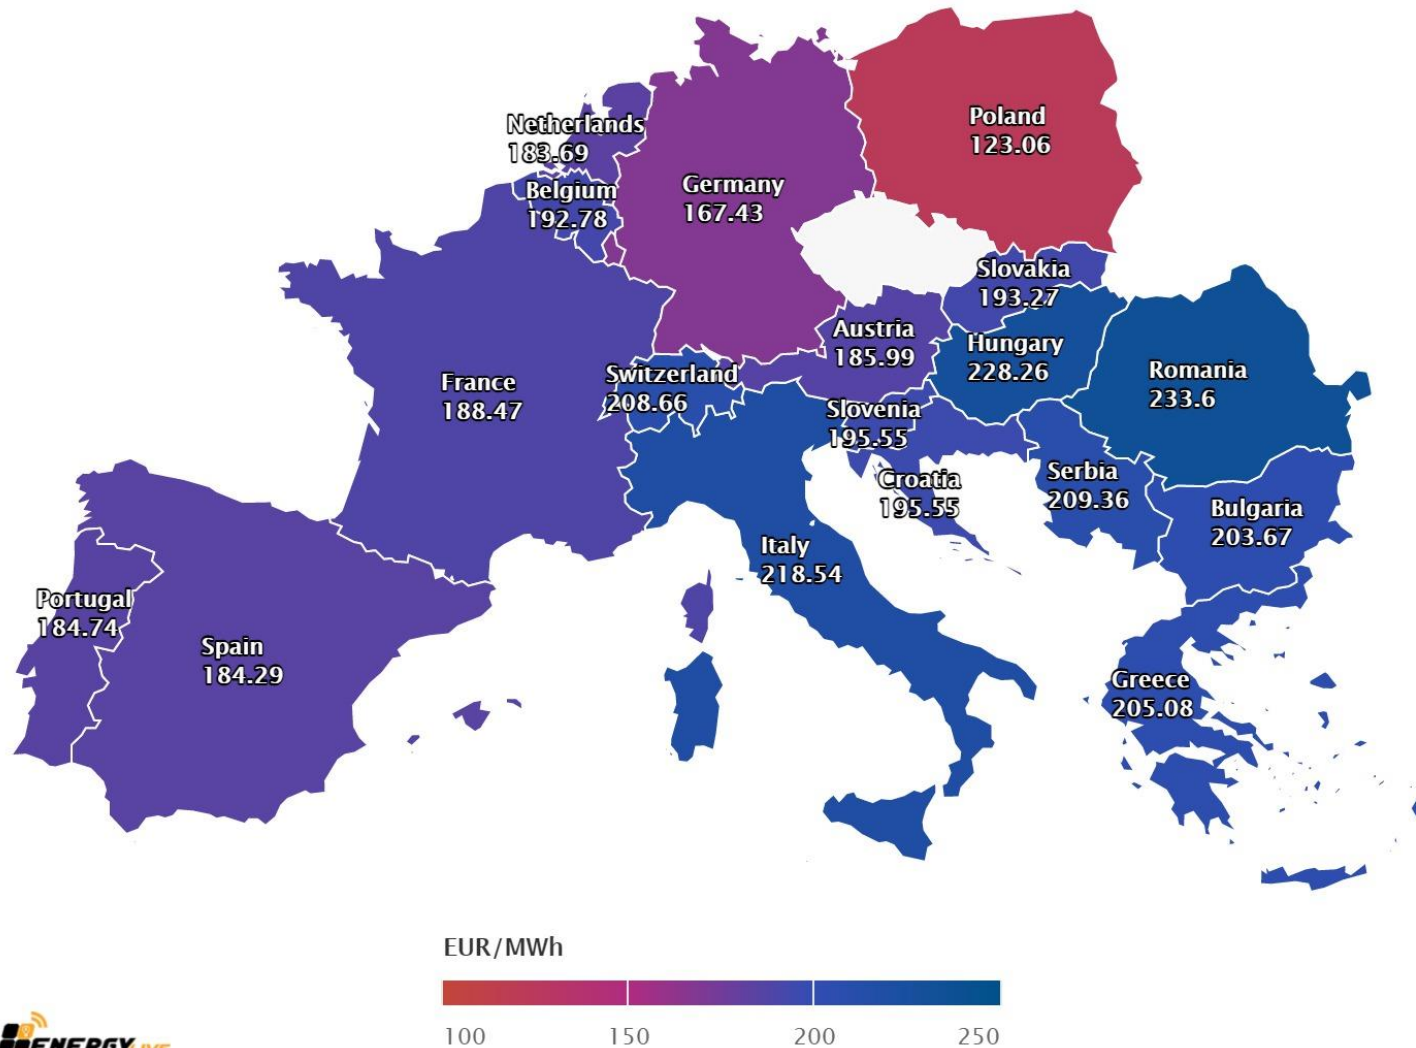 Poland
123.06
Netherlands
183.69
Germany
167.43
Belgium
192.78
Slovakia
193.27
Austria
185.99
Hungary
228.26
Romania
233.6
France
188.47
Switzerland
208.66
Slovenia
195.55
Croatia
195.55
Serbia
209.36
Bulgaria
203.67
Italy
218.54
Portugal
184.74
Spain
184.29
Greece
205.08
EUR/MWh
100 150 200 250
ENERGY LIVE